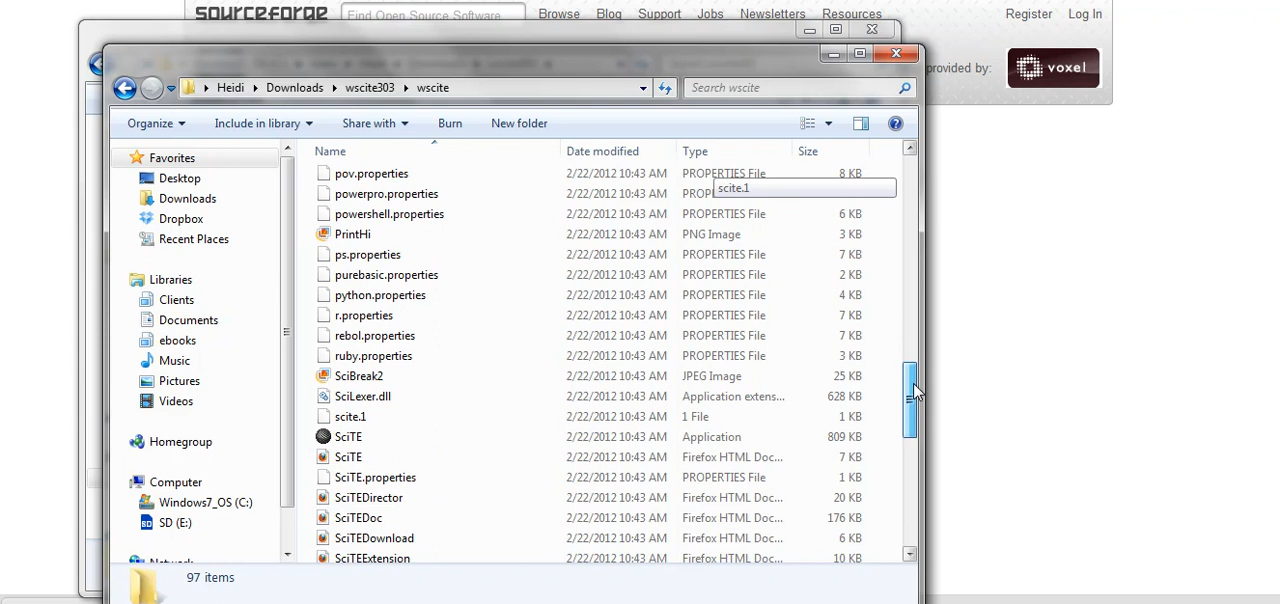 sourceforge Find Open Source Software Browse Blog Support Jobs Newsletters Resources Register Log In
provided by: voxel
Heidi Downloads wscite303 wscite Search wscite
Organize Include in library Share with Burn New folder
Name Date modified Type Size
Favorites
Desktop
Downloads
Dropbox
Recent Places
Libraries
Clients
Documents
ebooks
Music
Pictures
Videos
Homegroup
Computer
Windows7_OS (C:)
SD (E:)
pov.properties 2/22/2012 10:43 AM PROPERTIES File 8 KB
scite.1
powerpro.properties 2/22/2012 10:43 AM
powershell.properties 2/22/2012 10:43 AM PROPERTIES File 6 KB
PrintHi 2/22/2012 10:43 AM PNG Image 3 KB
ps.properties 2/22/2012 10:43 AM PROPERTIES File 7 KB
purebasic.properties 2/22/2012 10:43 AM PROPERTIES File 2 KB
python.properties 2/22/2012 10:43 AM PROPERTIES File 4 KB
r.properties 2/22/2012 10:43 AM PROPERTIES File 7 KB
rebol.properties 2/22/2012 10:43 AM PROPERTIES File 7 KB
ruby.properties 2/22/2012 10:43 AM PROPERTIES File 3 KB
SciBreak2 2/22/2012 10:43 AM JPEG Image 25 KB
SciLexer.dll 2/22/2012 10:43 AM Application extens... 628 KB
scite.1 2/22/2012 10:43 AM 1 File 1 KB
SciTE 2/22/2012 10:43 AM Application 809 KB
SciTE 2/22/2012 10:43 AM Firefox HTML Doc... 7 KB
SciTE.properties 2/22/2012 10:43 AM PROPERTIES File 1 KB
SciTEDirector 2/22/2012 10:43 AM Firefox HTML Doc... 20 KB
SciTEDoc 2/22/2012 10:43 AM Firefox HTML Doc... 176 KB
SciTEDownload 2/22/2012 10:43 AM Firefox HTML Doc... 6 KB
SciTEExtension 2/22/2012 10:43 AM Firefox HTML Doc... 10 KB
97 items